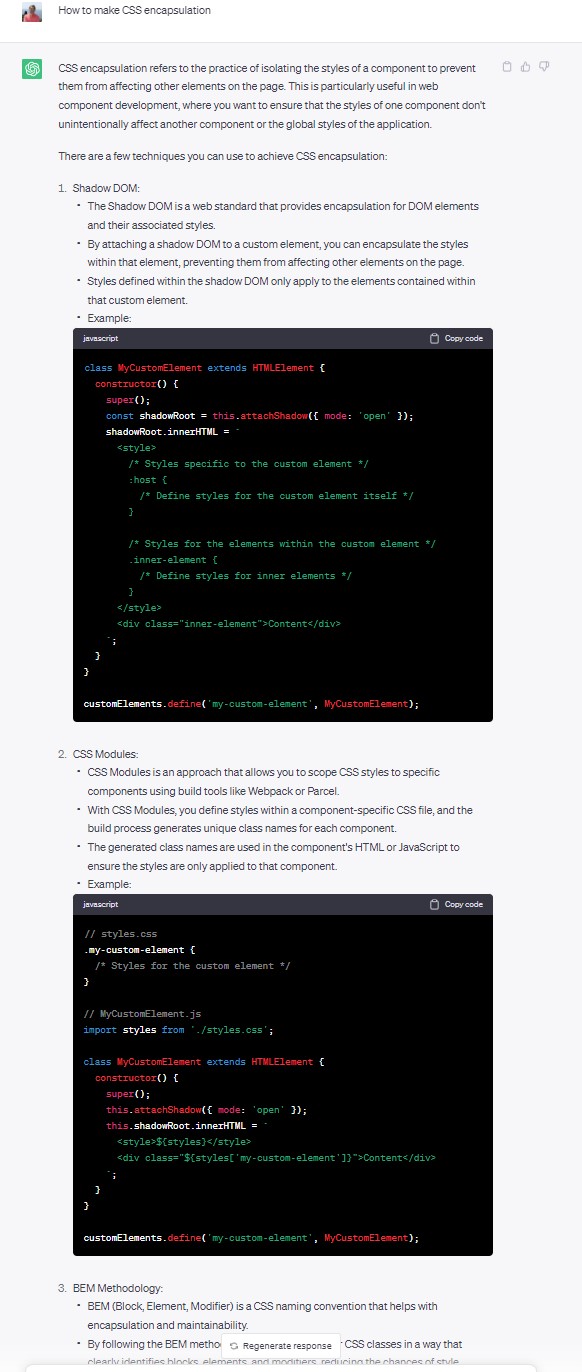 How to make CSS encapsulation
CSS encapsulation refers to the practice of isolating the styles of a component to prevent
them from affecting other elements on the page. This is particularly useful in web
component development, where you want to ensure that the styles of one component don't
unintentionally affect another component or the global styles of the application.
There are a few techniques you can use to achieve CSS encapsulation:
1. Shadow DOM:
• The Shadow DOM is a web standard that provides encapsulation for DOM elements
and their associated styles.
• By attaching a shadow DOM to a custom element, you can encapsulate the styles
within that element, preventing them from affecting other elements on the page.
• Styles defined within the shadow DOM only apply to the elements contained within
that custom element.
• Example:
javascript Copy code
class MyCustomElement extends HTMLElement {
constructor() {
super();
const shadowRoot = this.attachShadow({ mode: 'open' });
shadowRoot.innerHTML = `
<style>
/* Styles specific to the custom element */
:host {
/* Define styles for the custom element itself */
}
/* Styles for the elements within the custom element */
.inner-element {
/* Define styles for inner elements */
}
</style>
<div class="inner-element">Content</div>
`;
}
}
customElements.define('my-custom-element', MyCustomElement);
2. CSS Modules:
• CSS Modules is an approach that allows you to scope CSS styles to specific
components using build tools like Webpack or Parcel.
• With CSS Modules, you define styles within a component-specific CSS file, and the
build process generates unique class names for each component.
• The generated class names are used in the component's HTML or JavaScript to
ensure the styles are only applied to that component.
• Example:
javascript Copy code
// styles.css
.my-custom-element {
/* Styles for the custom element */
}
// MyCustomElement.js
import styles from './styles.css';
class MyCustomElement extends HTMLElement {
constructor() {
super();
this.attachShadow({ mode: 'open' });
this.shadowRoot.innerHTML = `
<style>${styles}</style>
<div class="${styles['my-custom-element']}">Content</div>
`;
}
}
customElements.define('my-custom-element', MyCustomElement);
3. BEM Methodology:
• BEM (Block, Element, Modifier) is a CSS naming convention that helps with
encapsulation and maintainability.
• By following the BEM metho Regenerate response r CSS classes in a way that
clearly identifies blocks, elements, and modifiers, reducing the chances of style